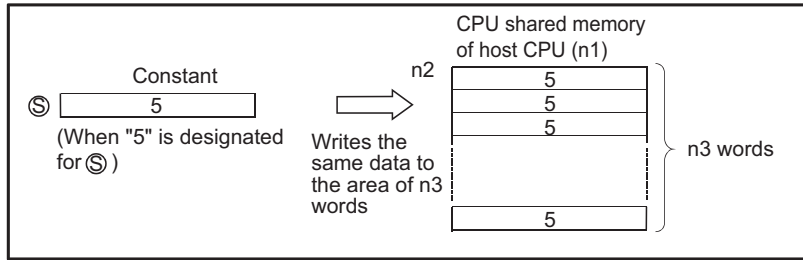 CPU shared memory
of host CPU (n1)
Constant
n2
Ⓢ
5
(When "5" is designated
for Ⓢ )
Writes the
same data to
the area of n3
words
5
5
5
5
n3 words